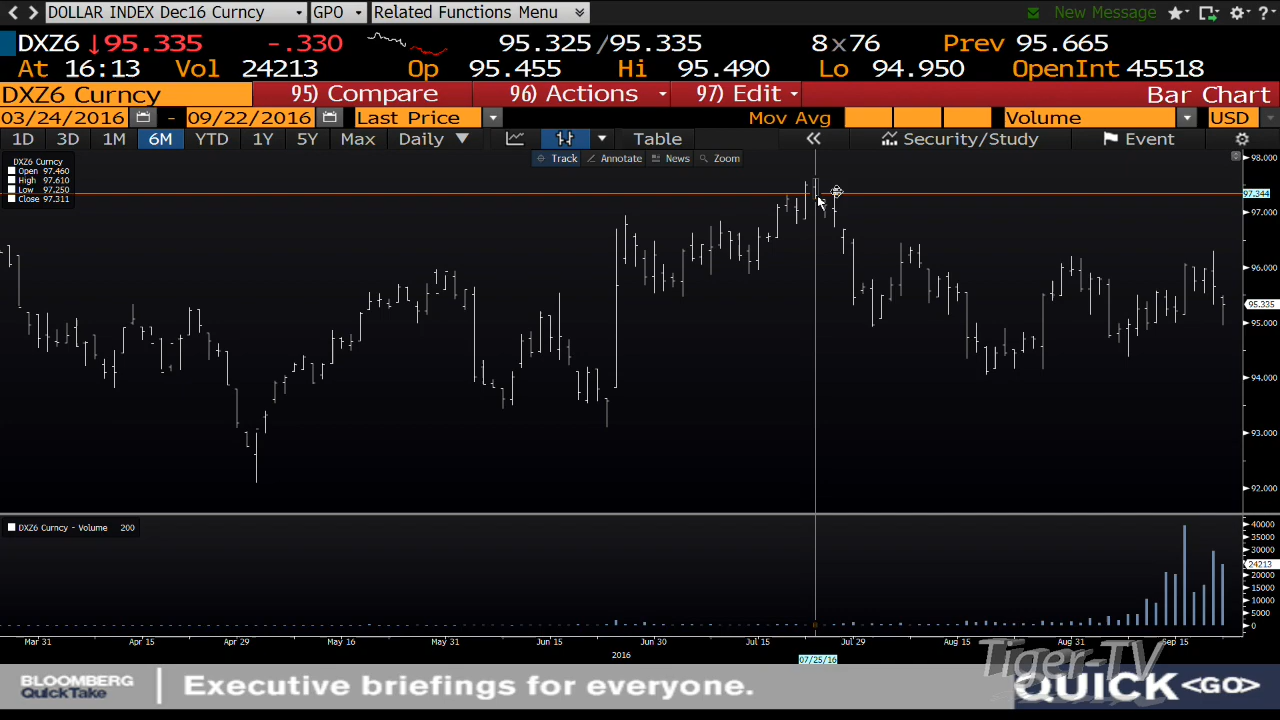 DOLLAR INDEX Dec16 Curncy GPO Related Functions Menu New Message
DXZ6 ↓95.335 -.330 95.325/95.335 8x76 Prev 95.665
At 16:13 Vol 24213 Op 95.455 Hi 95.490 Lo 94.950 OpenInt 45518
DXZ6 Curncy 95) Compare 96) Actions 97) Edit Bar Chart
03/24/2016 - 09/22/2016 Last Price Mov Avg Volume USD
1D 3D 1M 6M YTD 1Y 5Y Max Daily Table Security/Study Event
Track Annotate News Zoom
DXZ6 Curncy
Open 97.460
High 97.610
Low 97.250
Close 97.311
98.000
97.344
97.000
96.000
95.335
95.000
94.000
93.000
92.000
DXZ6 Curncy - Volume 200
40000
35000
30000
24213
20000
15000
10000
5000
0
Mar 31 Apr 15 Apr 29 May 16 May 31 Jun 15 Jun 30 Jul 15 Jul 29 Aug 15 Aug 31 Sep 15
2016
07/25/16
Tiger-TV
BLOOMBERG
QuickTake
Executive briefings for everyone.
QUICK <GO>